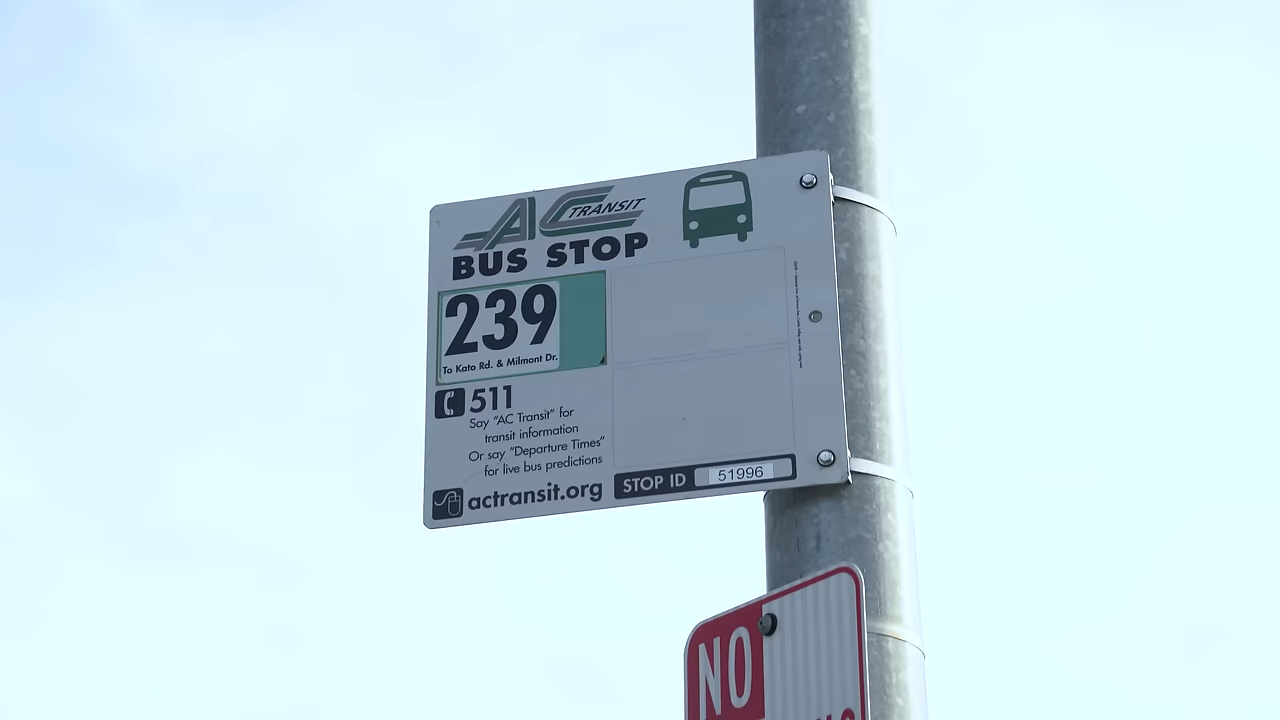 AC TRANSIT
BUS STOP
239
To Kato Rd. & Milmont Dr.
511
Say “AC Transit” for
transit information
Or say “Departure Times”
for live bus predictions
actransit.org
STOP ID 51996
NO